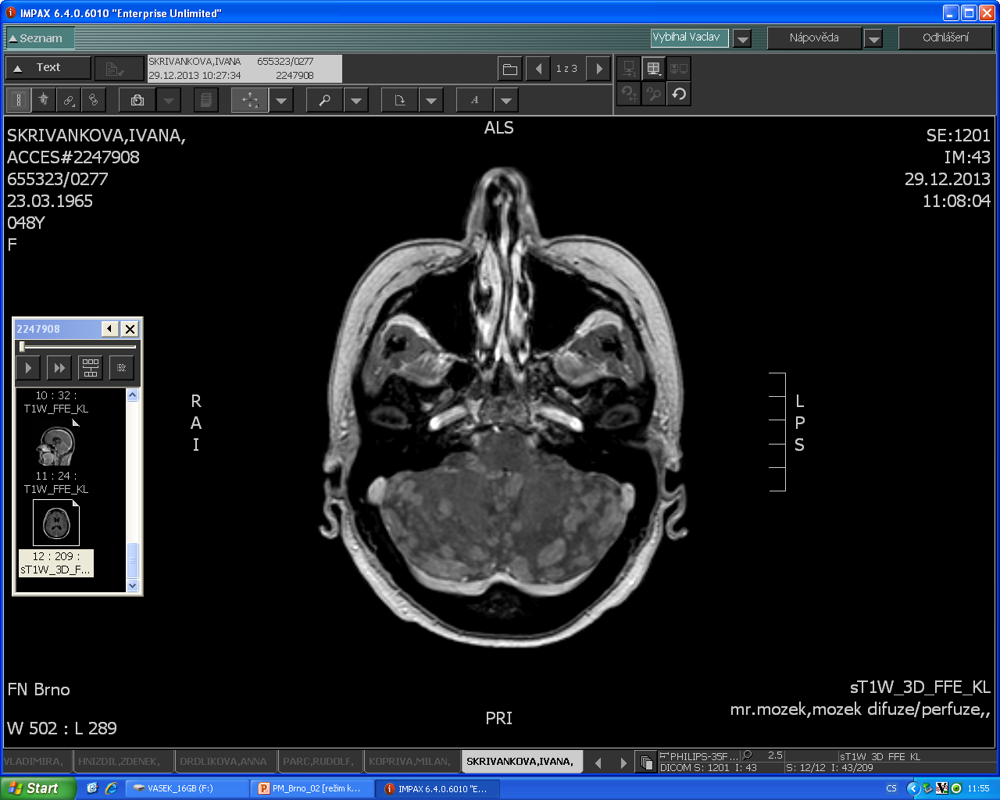 IMPAX 6.4.0.6010 "Enterprise Unlimited"
Seznam
Vybihal Vaclav
Nápověda
Odhlášení
Text
SKRIVANKOVA,IVANA 655323/0277
29.12.2013 10:27:34 2247908
1 z 3
A
ALS
SKRIVANKOVA,IVANA,
ACCES#2247908
655323/0277
23.03.1965
048Y
F
SE:1201
IM:43
29.12.2013
11:08:04
2247908
10 : 32 :
T1W_FFE_KL
11 : 24 :
T1W_FFE_KL
12 : 209 :
sT1W_3D_F...
R
A
I
L
P
S
FN Brno
W 502 : L 289
PRI
sT1W_3D_FFE_KL
mr.mozek,mozek difuze/perfuze,,
VLADIMIRA,
HNIZDIL,ZDENEK,
DRDLIKOVA,ANNA
PARC,RUDOLF,
KOPRIVA,MILAN,
SKRIVANKOVA,IVANA,
PHILIPS-35F... 2.5 sT1W 3D FFE KL
DICOM S: 1201 I: 43 S: 12/12 I: 43/209
Start
VASEK_16GB (F:)
PM_Brno_02 [režim k...
IMPAX 6.4.0.6010 "E...
CS
11:55